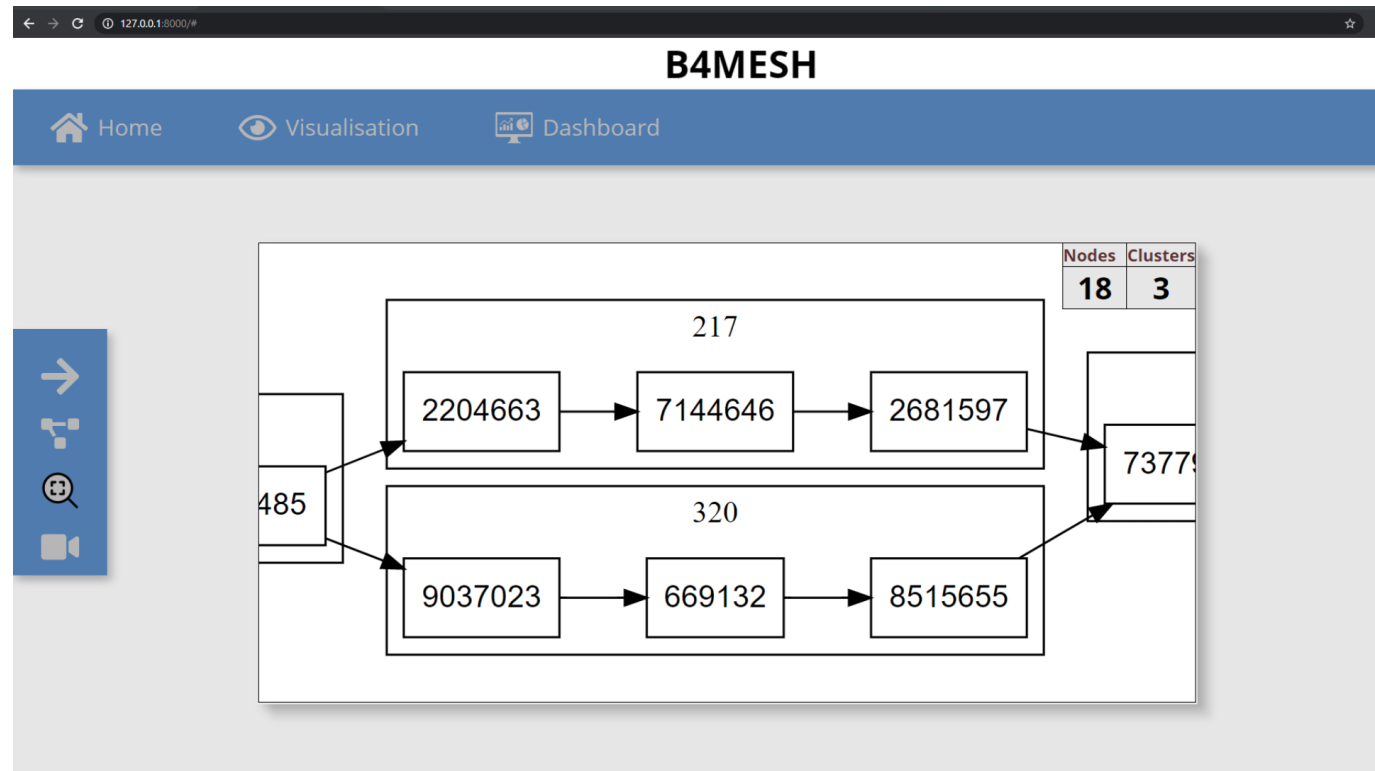 127.0.0.1:8000/#
B4MESH
Home
Visualisation
Dashboard
Nodes Clusters
18 3
217
2204663 7144646 2681597
485
7377
320
9037023 669132 8515655